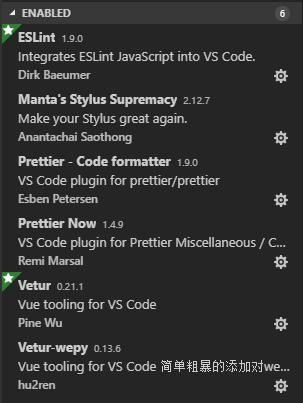 ENABLED 6
ESLint 1.9.0
Integrates ESLint JavaScript into VS Code.
Dirk Baeumer
Manta's Stylus Supremacy 2.12.7
Make your Stylus great again.
Anantachai Saothong
Prettier - Code formatter 1.9.0
VS Code plugin for prettier/prettier
Esben Petersen
Prettier Now 1.4.9
VS Code plugin for Prettier Miscellaneous / C...
Remi Marsal
Vetur 0.21.1
Vue tooling for VS Code
Pine Wu
Vetur-wepy 0.13.6
Vue tooling for VS Code 简单粗暴的添加对we...
hu2ren